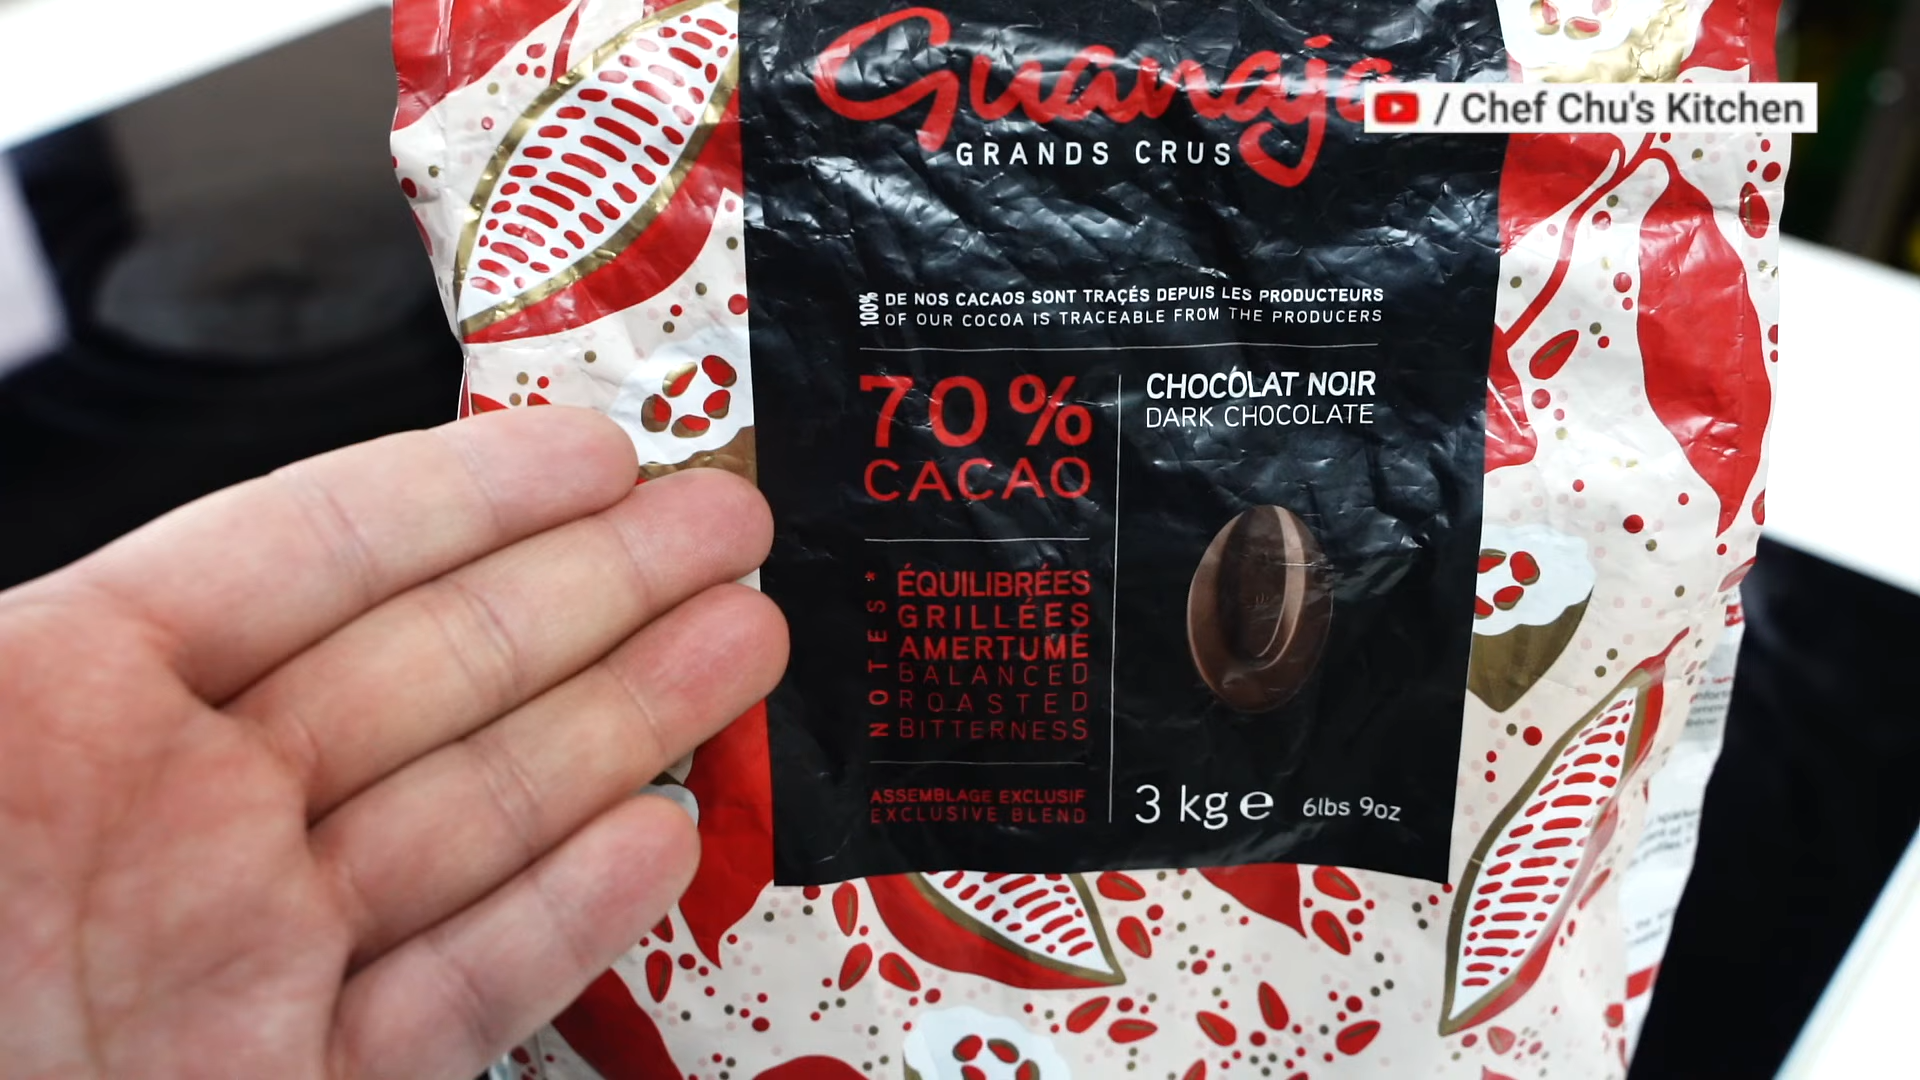 Guanaja
/ Chef Chu's Kitchen
GRANDS CRUS
100% DE NOS CACAOS SONT TRAÇÉS DEPUIS LES PRODUCTEURS
OF OUR COCOA IS TRACEABLE FROM THE PRODUCERS
70%
CACAO
CHOCOLAT NOIR
DARK CHOCOLATE
NOTES*
ÉQUILIBRÉES
GRILLÉES
AMERTUME
BALANCED
ROASTED
BITTERNESS
ASSEMBLAGE EXCLUSIF
EXCLUSIVE BLEND
3 kg e 6lbs 9oz